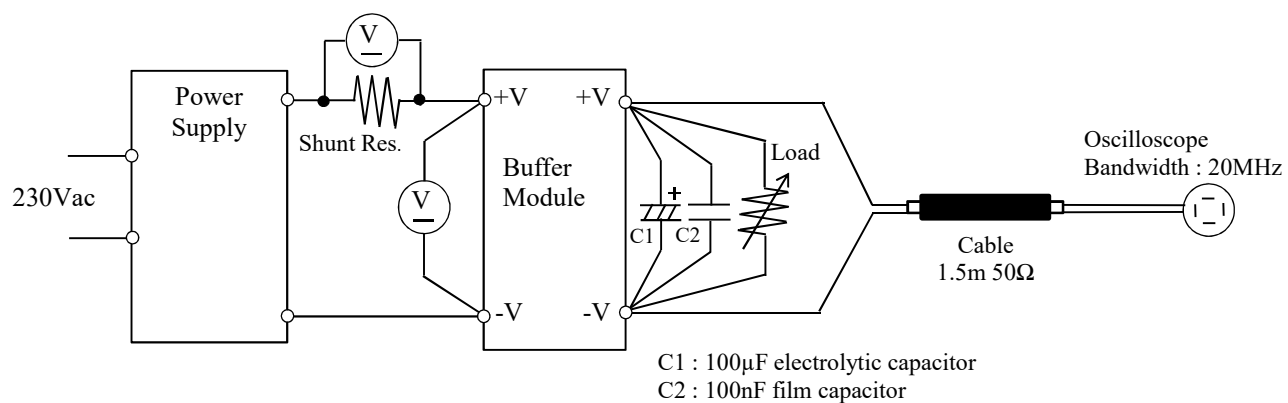 V
Power
Supply
Shunt Res.
230Vac
V
+V
-V
Buffer
Module
+V
-V
+
C1
C2
Load
Oscilloscope
Bandwidth : 20MHz
Cable
1.5m 50Ω
C1 : 100µF electrolytic capacitor
C2 : 100nF film capacitor